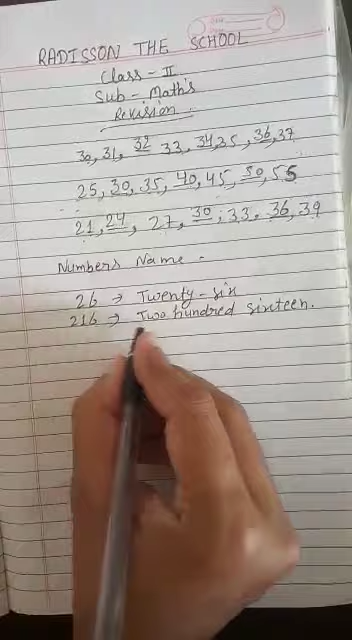 RADISSON THE SCHOOL
Class - II
Sub - Math's
Revision
30, 31, 32 33, 34, 35, 36, 37
25, 30, 35, 40, 45, 50, 55
21, 24, 27, 30, 33, 36, 39
Numbers Name -
26 → Twenty-six
216 → Two hundred sixteen.